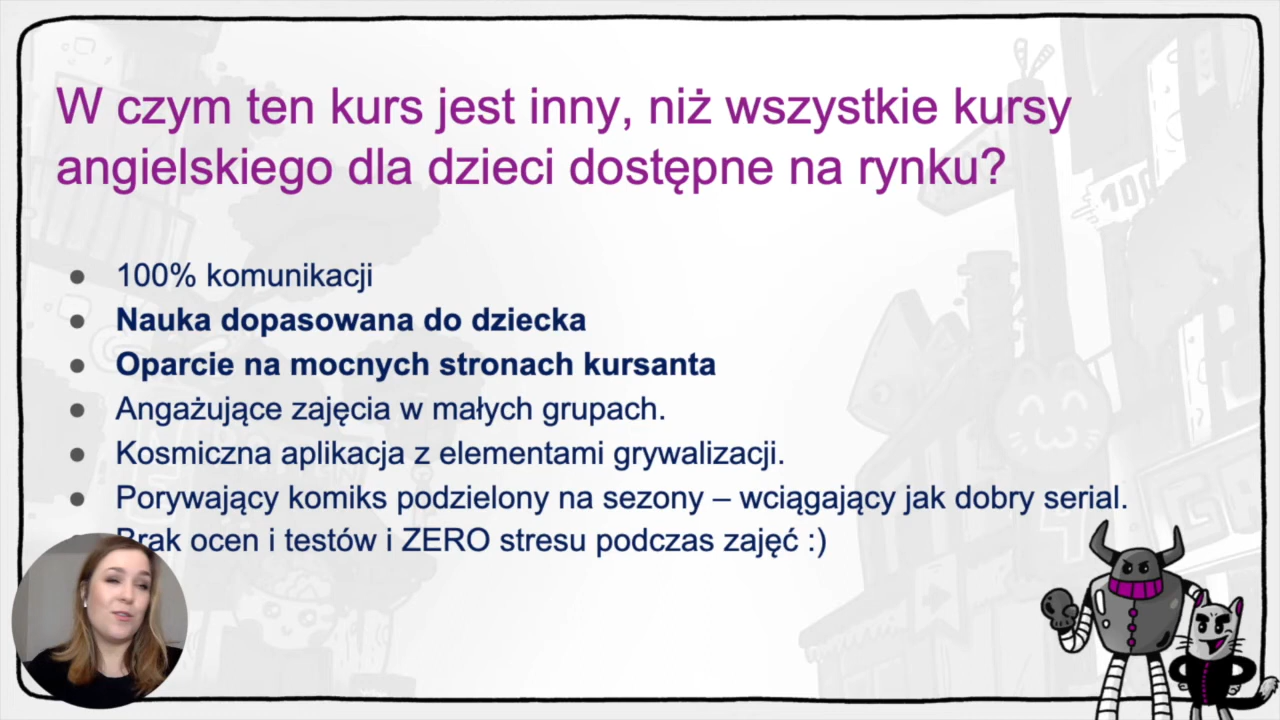 W czym ten kurs jest inny, niż wszystkie kursy
angielskiego dla dzieci dostępne na rynku?
100% komunikacji
Nauka dopasowana do dziecka
Oparcie na mocnych stronach kursanta
Angażujące zajęcia w małych grupach.
Kosmiczna aplikacja z elementami grywalizacji.
Porywający komiks podzielony na sezony – wciągający jak dobry serial.
Brak ocen i testów i ZERO stresu podczas zajęć :)
100